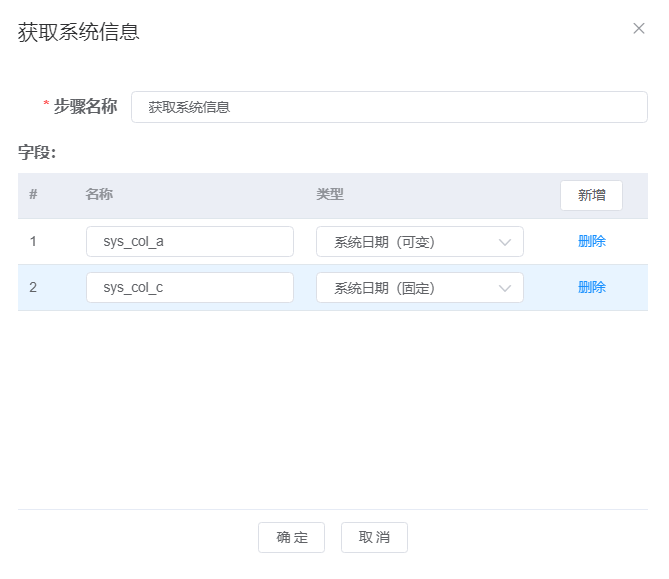 获取系统信息
* 步骤名称 获取系统信息
字段：
# 名称 类型 新增
1 sys_col_a 系统日期（可变） 删除
2 sys_col_c 系统日期（固定） 删除
确 定 取 消